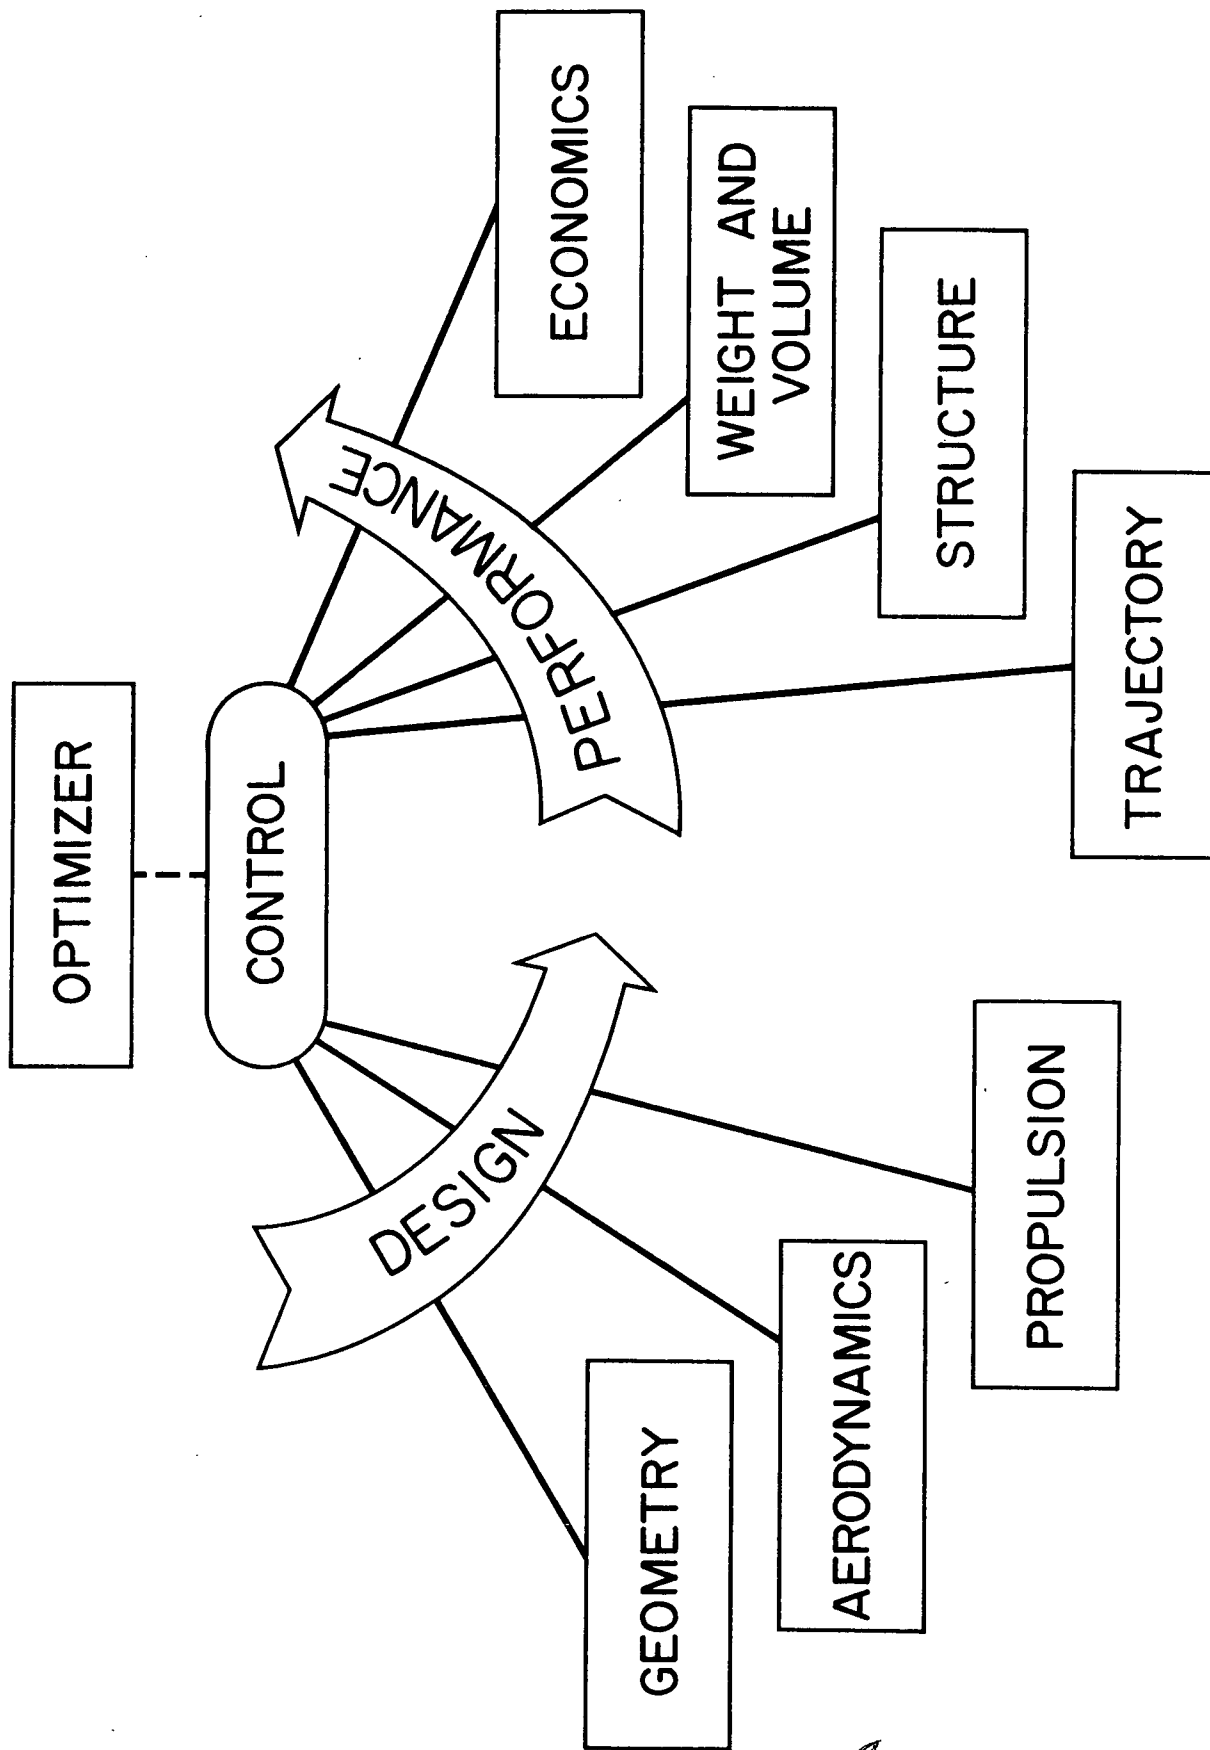 OPTIMIZER
CONTROL
DESIGN
PERFORMANCE
GEOMETRY
AERODYNAMICS
PROPULSION
TRAJECTORY
STRUCTURE
WEIGHT AND
VOLUME
ECONOMICS